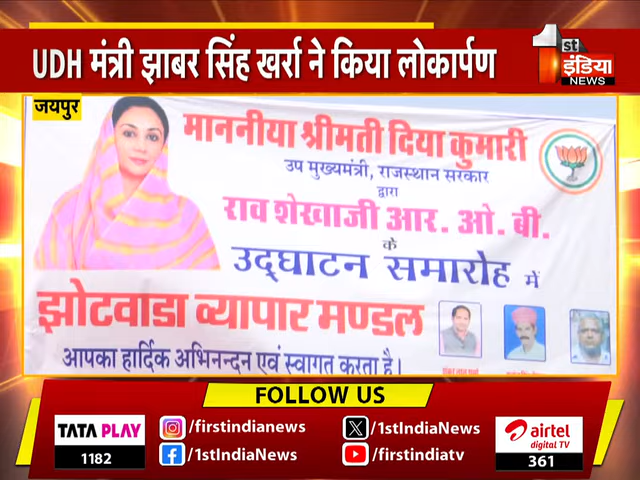 UDH मंत्री झाबर सिंह खर्रा ने किया लोकार्पण
1st
इंडिया
NEWS
जयपुर
माननीया श्रीमती दिया कुमारी
उप मुख्यमंत्री, राजस्थान सरकार
द्वारा
राव शेखाजी आर. ओ. बी.
के
उद्घाटन समारोह में
झोटवाडा व्यापार मण्डल
आपका हार्दिक अभिनन्दन एवं स्वागत करता है।
FOLLOW US
TATA PLAY
1182
/firstindianews
/1stIndiaNews
/1stIndiaNews
/firstindiatv
airtel
digital TV
361